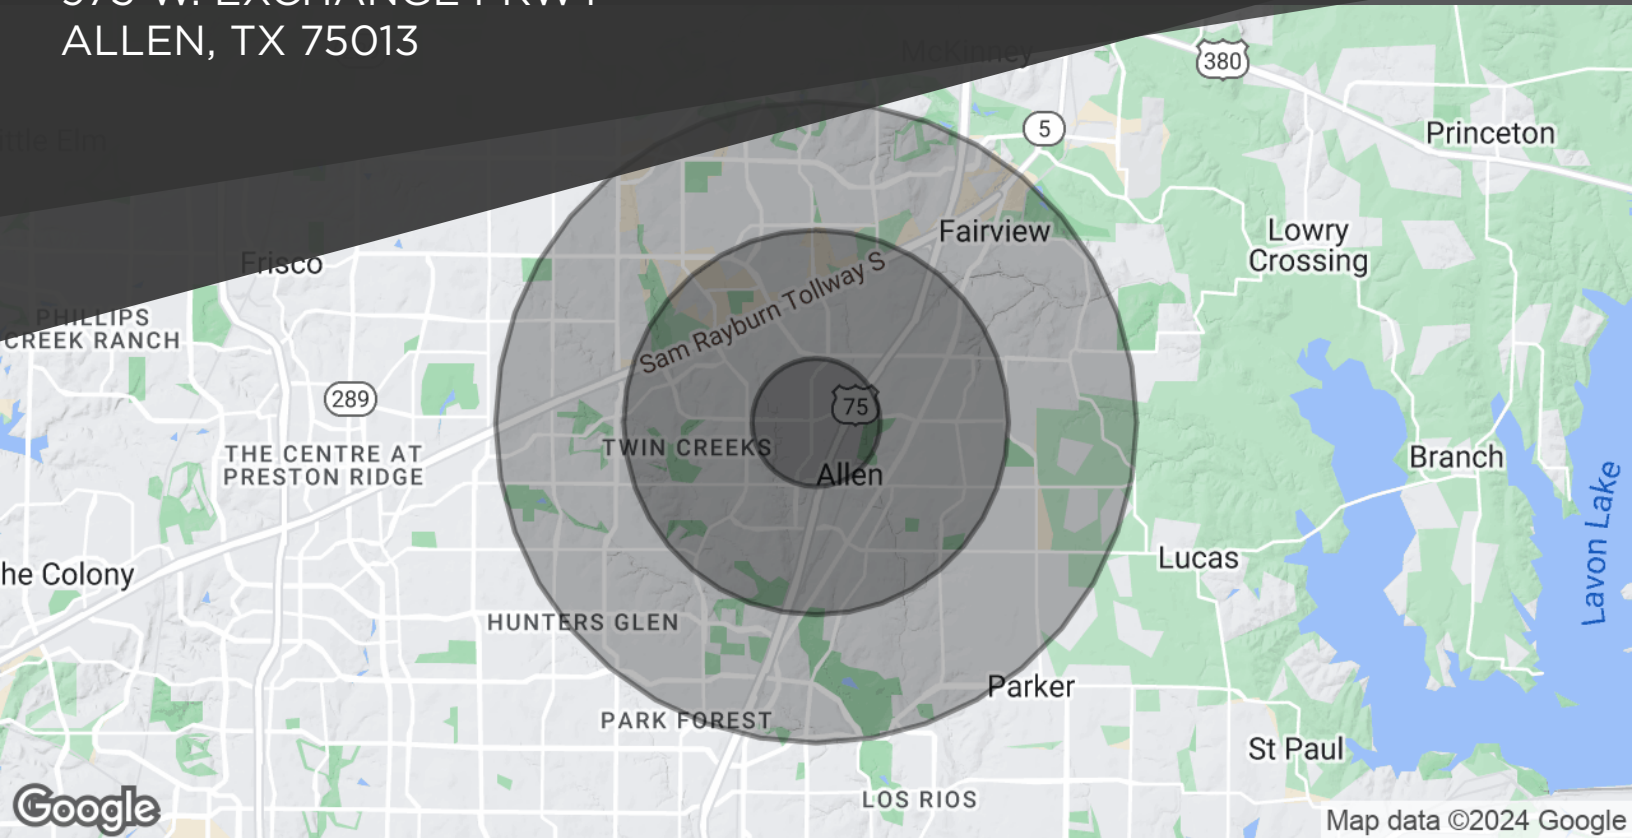 ALLEN, TX 75013
McKinney
380
5
Princeton
ittle Elm
Fairview
Lowry
Crossing
Frisco
Sam Rayburn Tollway S
PHILLIPS
CREEK RANCH
289
75
THE CENTRE AT
PRESTON RIDGE
TWIN CREEKS
Allen
Branch
Lavon Lake
Lucas
he Colony
HUNTERS GLEN
Parker
PARK FOREST
St Paul
LOS RIOS
Google
Map data ©2024 Google